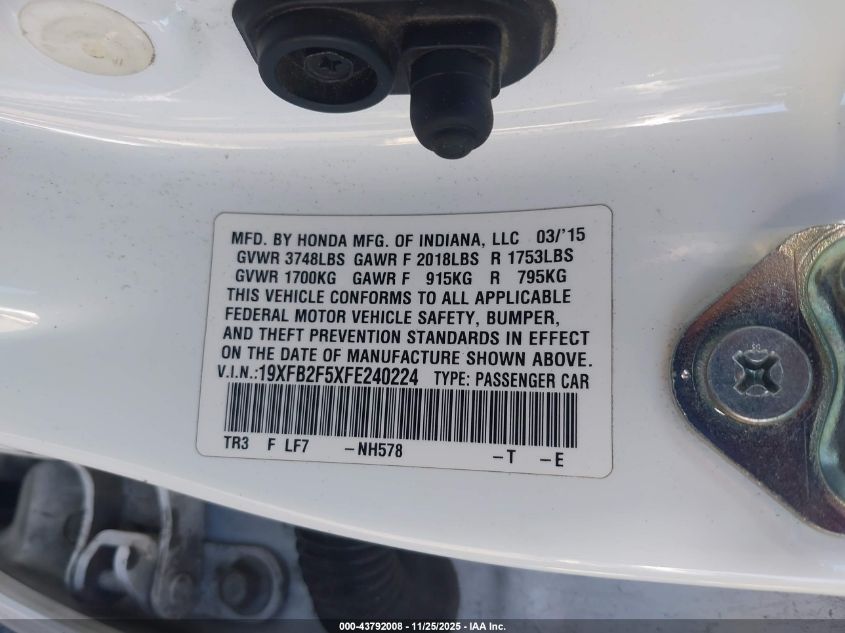 MFD. BY HONDA MFG. OF INDIANA, LLC 03/'15
GVWR 3748LBS GAWR F 2018LBS R 1753LBS
GVWR 1700KG GAWR F 915KG R 795KG
THIS VEHICLE CONFORMS TO ALL APPLICABLE
FEDERAL MOTOR VEHICLE SAFETY, BUMPER,
AND THEFT PREVENTION STANDARDS IN EFFECT
ON THE DATE OF MANUFACTURE SHOWN ABOVE.
V.I.N.:19XFB2F5XFE240224 TYPE: PASSENGER CAR
TR3 F LF7 -NH578 -T -E
000-43792008 - 11/25/2025 - IAA Inc.